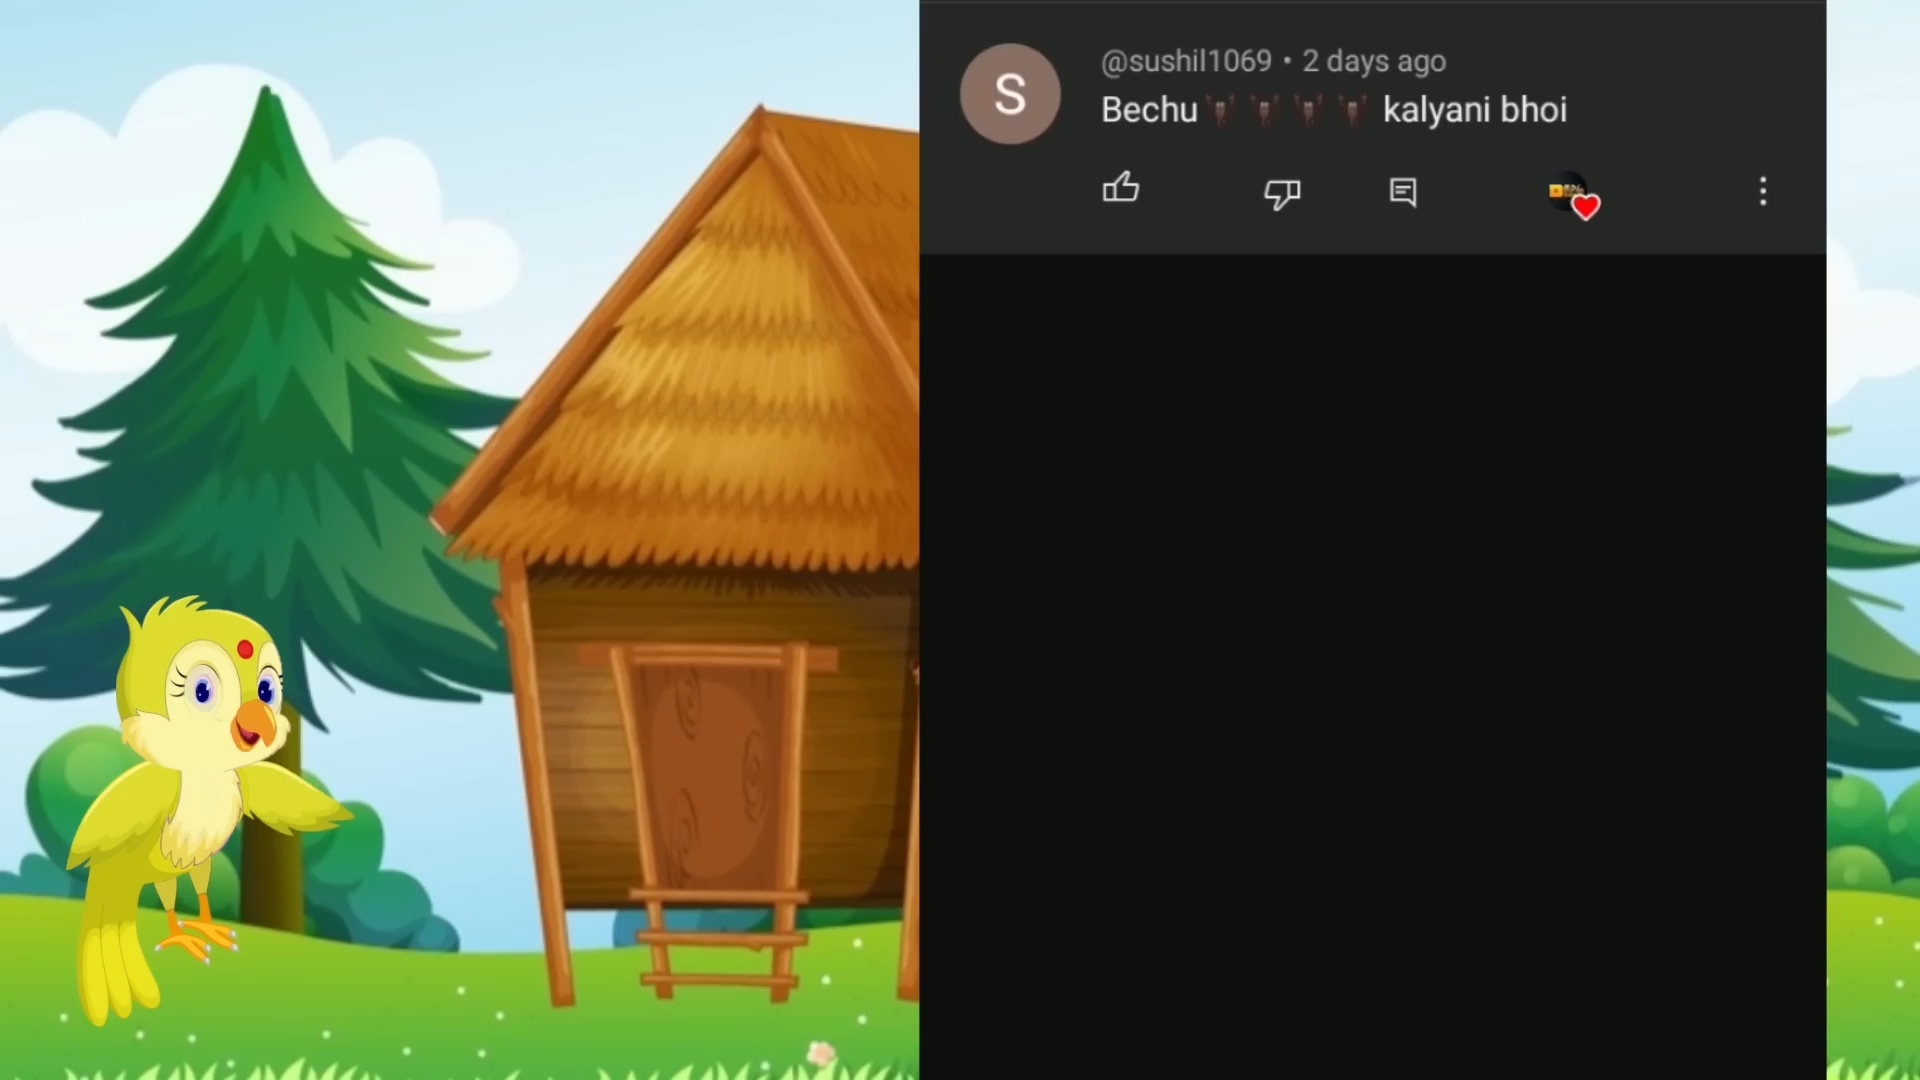 S
@sushil1069 • 2 days ago
Bechu🦞🦞🦞🦞 kalyani bhoi